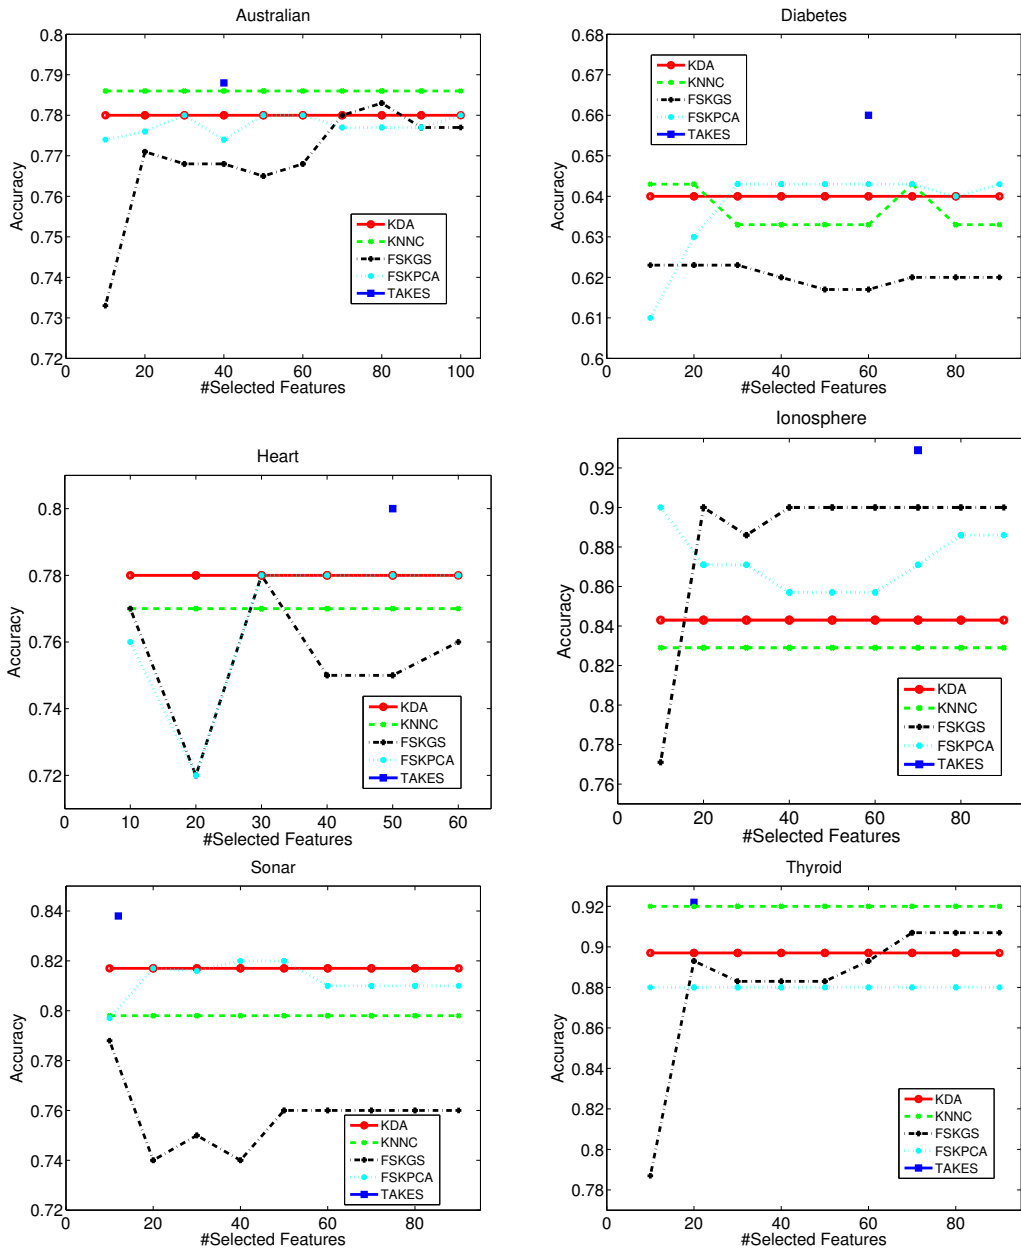 Australian
0.8
0.79
0.78
0.77
0.76
0.75
0.74
0.73
0.72
Accuracy
KDA
KNNC
FSKGS
FSKPCA
TAKES
0 20 40 60 80 100
#Selected Features
Diabetes
0.68
0.67
0.66
0.65
0.64
0.63
0.62
0.61
0.6
Accuracy
KDA
KNNC
FSKGS
FSKPCA
TAKES
0 20 40 60 80
#Selected Features
Heart
0.8
0.78
0.76
0.74
0.72
Accuracy
KDA
KNNC
FSKGS
FSKPCA
TAKES
0 10 20 30 40 50 60
#Selected Features
Ionosphere
0.92
0.9
0.88
0.86
0.84
0.82
0.8
0.78
0.76
Accuracy
KDA
KNNC
FSKGS
FSKPCA
TAKES
0 20 40 60 80
#Selected Features
Sonar
0.84
0.82
0.8
0.78
0.76
0.74
0.72
Accuracy
KDA
KNNC
FSKGS
FSKPCA
TAKES
0 20 40 60 80
#Selected Features
Thyroid
0.92
0.9
0.88
0.86
0.84
0.82
0.8
0.78
Accuracy
KDA
KNNC
FSKGS
FSKPCA
TAKES
0 20 40 60 80
#Selected Features